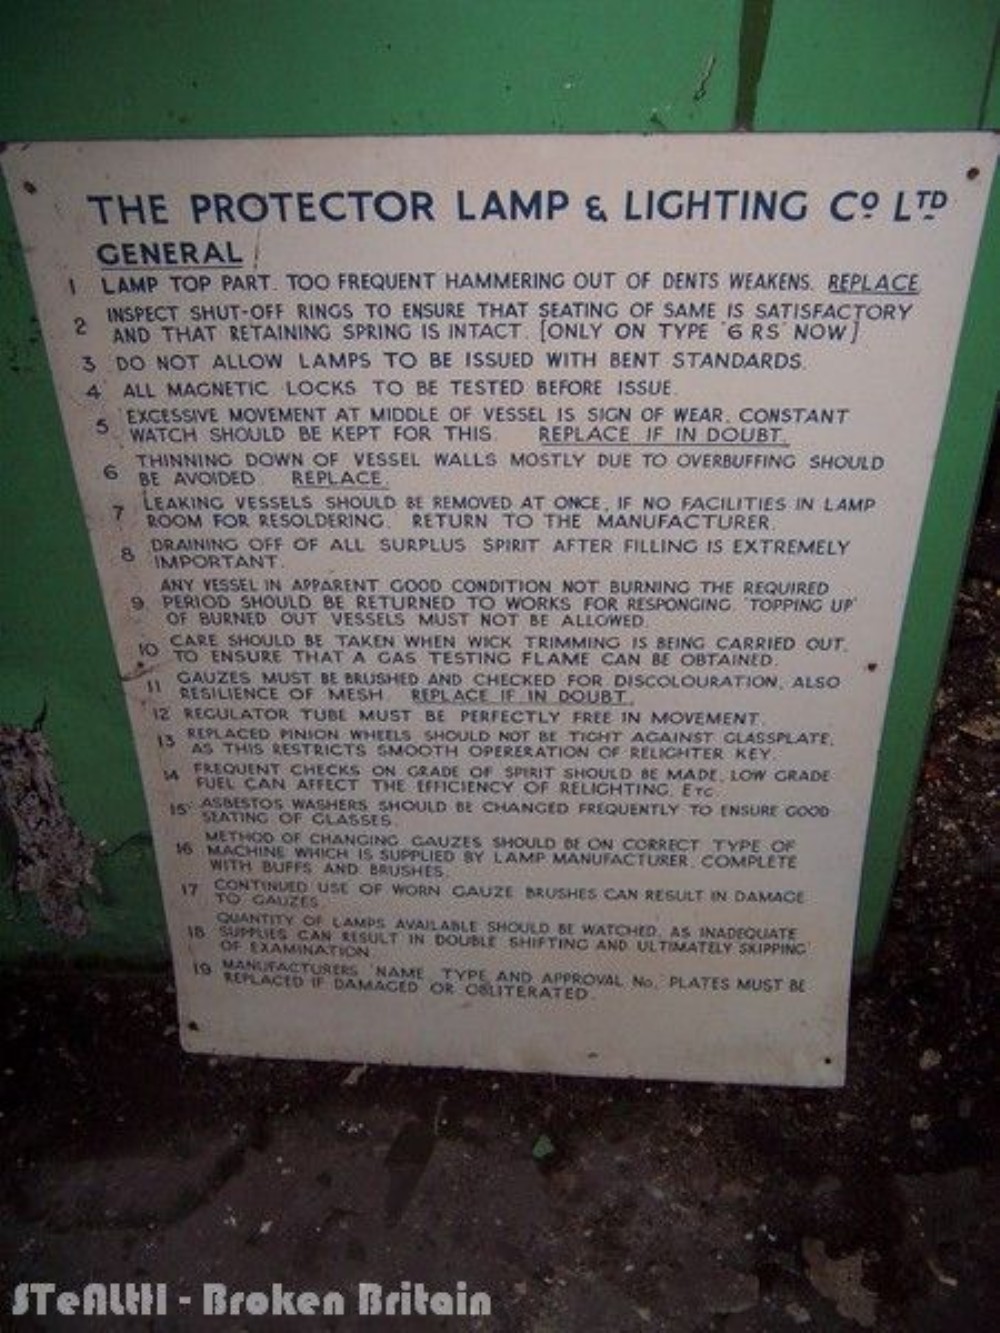 THE PROTECTOR LAMP & LIGHTING Cº LTD
GENERAL
1 LAMP TOP PART. TOO FREQUENT HAMMERING OUT OF DENTS WEAKENS. REPLACE
2 INSPECT SHUT-OFF RINGS TO ENSURE THAT SEATING OF SAME IS SATISFACTORY
AND THAT RETAINING SPRING IS INTACT. [ONLY ON TYPE '6 RS' NOW]
3 DO NOT ALLOW LAMPS TO BE ISSUED WITH BENT STANDARDS.
4 ALL MAGNETIC LOCKS TO BE TESTED BEFORE ISSUE.
5 EXCESSIVE MOVEMENT AT MIDDLE OF VESSEL IS SIGN OF WEAR. CONSTANT
WATCH SHOULD BE KEPT FOR THIS. REPLACE IF IN DOUBT.
6 THINNING DOWN OF VESSEL WALLS MOSTLY DUE TO OVERBUFFING SHOULD
BE AVOIDED. REPLACE.
7 LEAKING VESSELS SHOULD BE REMOVED AT ONCE, IF NO FACILITIES IN LAMP
ROOM FOR RESOLDERING. RETURN TO THE MANUFACTURER.
8 DRAINING OFF OF ALL SURPLUS SPIRIT AFTER FILLING IS EXTREMELY
IMPORTANT.
ANY VESSEL IN APPARENT GOOD CONDITION NOT BURNING THE REQUIRED
9 PERIOD SHOULD BE RETURNED TO WORKS FOR RESPONGING. 'TOPPING UP'
OF BURNED OUT VESSELS MUST NOT BE ALLOWED.
10 CARE SHOULD BE TAKEN WHEN WICK TRIMMING IS BEING CARRIED OUT,
TO ENSURE THAT A GAS TESTING FLAME CAN BE OBTAINED.
11 GAUZES MUST BE BRUSHED AND CHECKED FOR DISCOLOURATION, ALSO
RESILIENCE OF MESH. REPLACE IF IN DOUBT.
12 REGULATOR TUBE MUST BE PERFECTLY FREE IN MOVEMENT.
13 REPLACED PINION WHEELS SHOULD NOT BE TIGHT AGAINST GLASSPLATE,
AS THIS RESTRICTS SMOOTH OPERERATION OF RELIGHTER KEY.
14 FREQUENT CHECKS ON GRADE OF SPIRIT SHOULD BE MADE, LOW GRADE
FUEL CAN AFFECT THE EFFICIENCY OF RELIGHTING. ETC.
15 ASBESTOS WASHERS SHOULD BE CHANGED FREQUENTLY TO ENSURE GOOD
SEATING OF GLASSES.
METHOD OF CHANGING GAUZES SHOULD BE ON CORRECT TYPE OF
16 MACHINE WHICH IS SUPPLIED BY LAMP MANUFACTURER. COMPLETE
WITH BUFFS AND BRUSHES.
17 CONTINUED USE OF WORN GAUZE BRUSHES CAN RESULT IN DAMAGE
TO GAUZES.
QUANTITY OF LAMPS AVAILABLE SHOULD BE WATCHED, AS INADEQUATE
18 SUPPLIES CAN RESULT IN DOUBLE SHIFTING AND ULTIMATELY 'SKIPPING'
OF EXAMINATION
19 MANUFACTURERS 'NAME, TYPE AND APPROVAL No.' PLATES MUST BE
REPLACED IF DAMAGED OR OBLITERATED.
STeALtH - Broken Britain